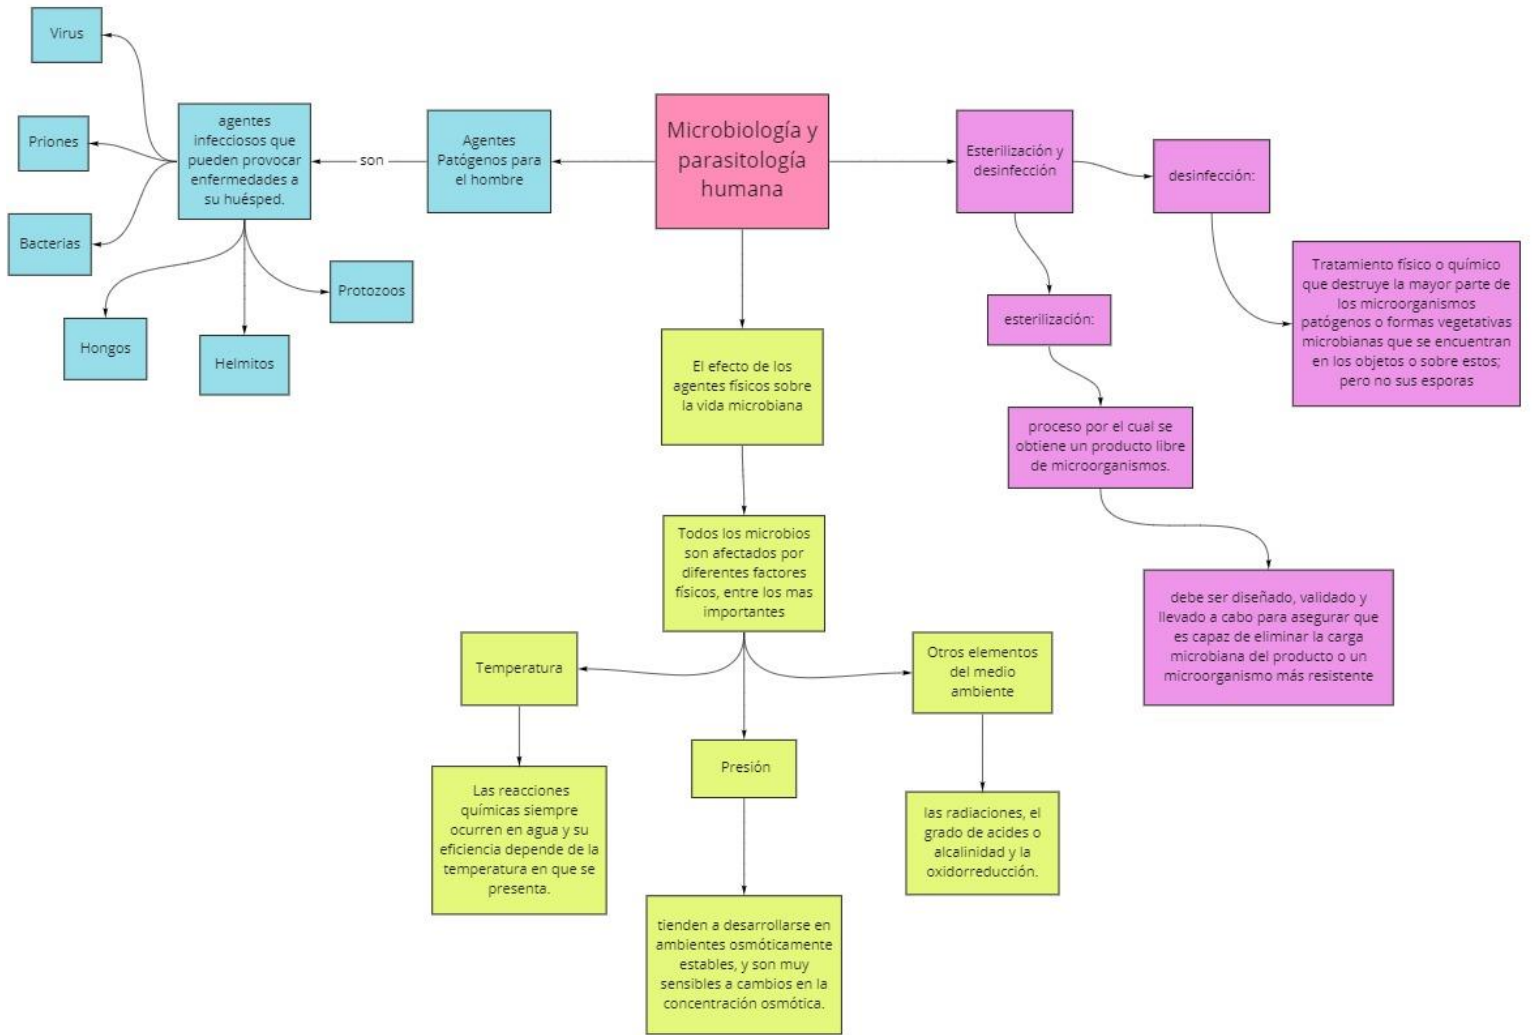 Microbiología y
parasitología
humana
Agentes
Patógenos para
el hombre
son
agentes
infecciosos que
pueden provocar
enfermedades a
su huésped.
Virus
Priones
Bacterias
Hongos
Helmitos
Protozoos
El efecto de los
agentes físicos sobre
la vida microbiana
Todos los microbios
son afectados por
diferentes factores
físicos, entre los mas
importantes
Temperatura
Las reacciones
químicas siempre
ocurren en agua y su
eficiencia depende de la
temperatura en que se
presenta.
Presión
tienden a desarrollarse en
ambientes osmóticamente
estables, y son muy
sensibles a cambios en la
concentración osmótica.
Otros elementos
del medio
ambiente
las radiaciones, el
grado de acides o
alcalinidad y la
oxidorreducción.
Esterilización y
desinfección
esterilización:
proceso por el cual se
obtiene un producto libre
de microorganismos.
debe ser diseñado, validado y
llevado a cabo para asegurar que
es capaz de eliminar la carga
microbiana del producto o un
microorganismo más resistente
desinfección:
Tratamiento físico o químico
que destruye la mayor parte de
los microorganismos
patógenos o formas vegetativas
microbianas que se encuentran
en los objetos o sobre estos;
pero no sus esporas